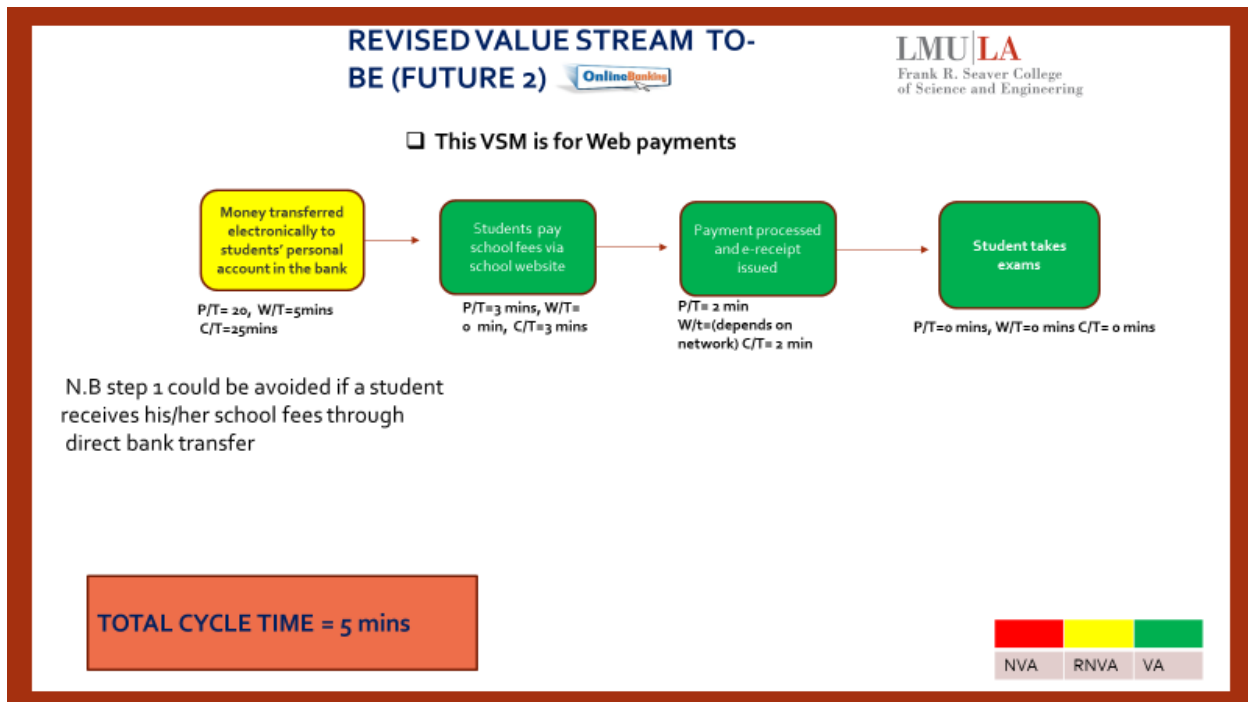 REVISED VALUE STREAM TO-
BE (FUTURE 2)
OnlineBanking
LMU|LA
Frank R. Seaver College
of Science and Engineering
❑ This VSM is for Web payments
Money transferred
electronically to
students' personal
account in the bank
Students pay
school fees via
school website
Payment processed
and e-receipt
issued
Student takes
exams
P/T= 20, W/T=5mins
C/T=25mins
P/T=3 mins, W/T=
0 min, C/T=3 mins
P/T= 2 min
W/t=(depends on
network) C/T= 2 min
P/T=0 mins, W/T=0 mins C/T= 0 mins
N.B step 1 could be avoided if a student
receives his/her school fees through
direct bank transfer
TOTAL CYCLE TIME = 5 mins
NVA RNVA VA